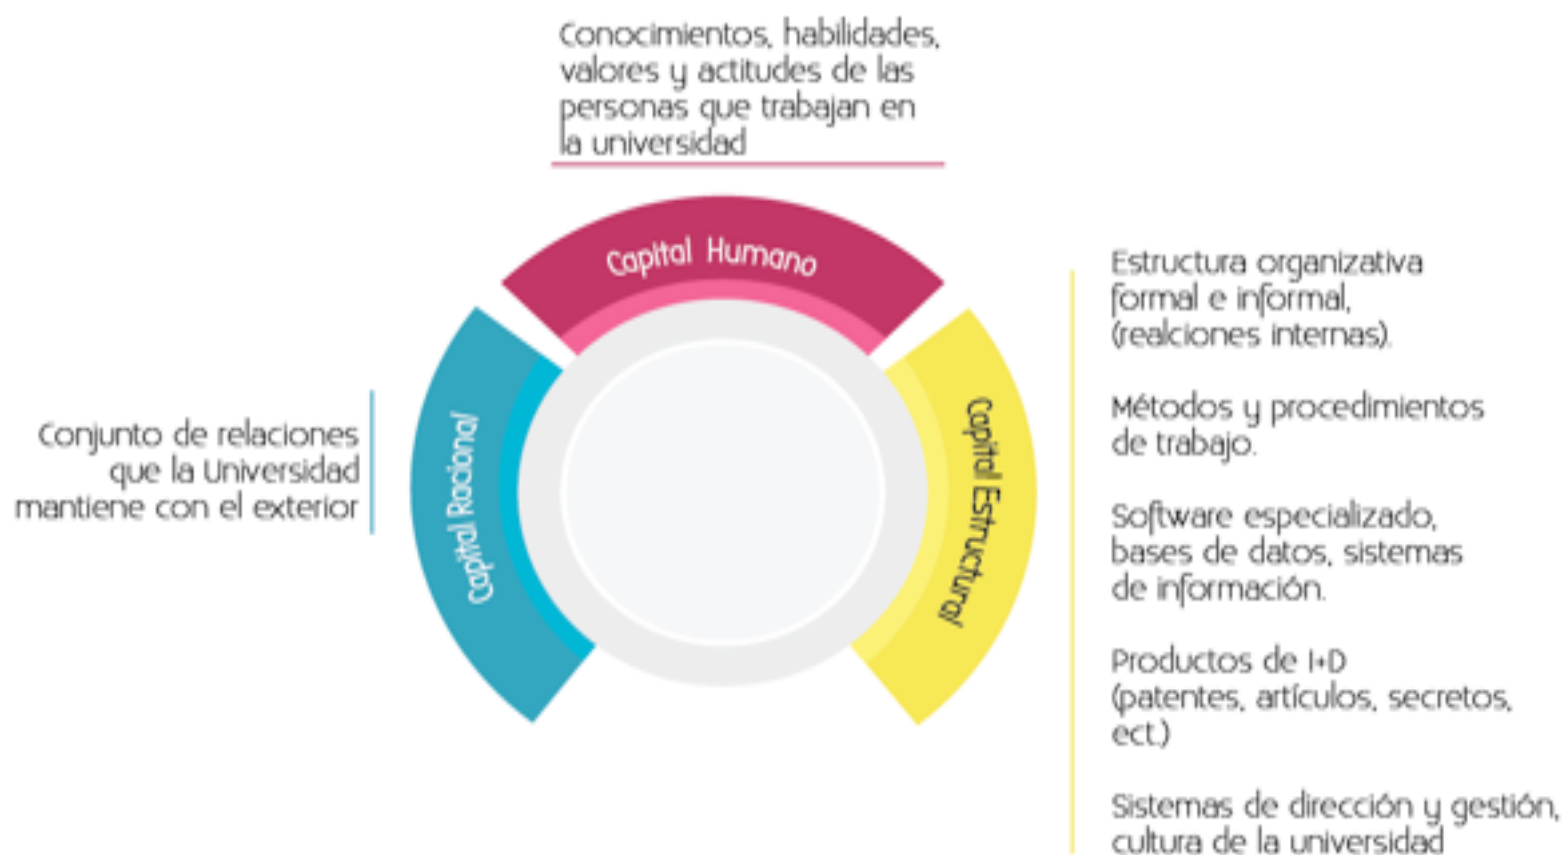 Conocimientos, habilidades,
valores y actitudes de las
personas que trabajan en
la universidad
Capital Humano
Conjunto de relaciones
que la Universidad
mantiene con el exterior
Capital Racional
Capital Estructural
Estructura organizativa
formal e informal,
(realciones internas).
Métodos y procedimientos
de trabajo.
Software especializado,
bases de datos, sistemas
de información.
Productos de I+D
(patentes, artículos, secretos,
ect.)
Sistemas de dirección y gestión,
cultura de la universidad